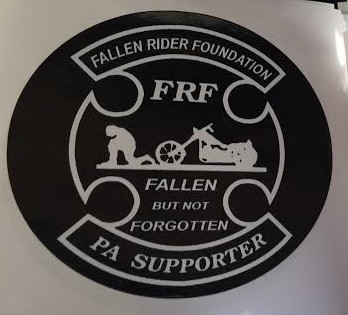 FALLEN RIDER FOUNDATION
FRF
FALLEN
BUT NOT
FORGOTTEN
PA SUPPORTER